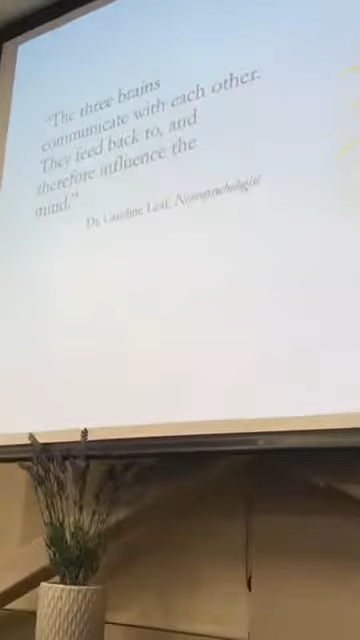 “The three brains
communicate with each other.
They feed back to, and
therefore influence the
mind.”
Dr. Caroline Leaf, Neuropsychologist